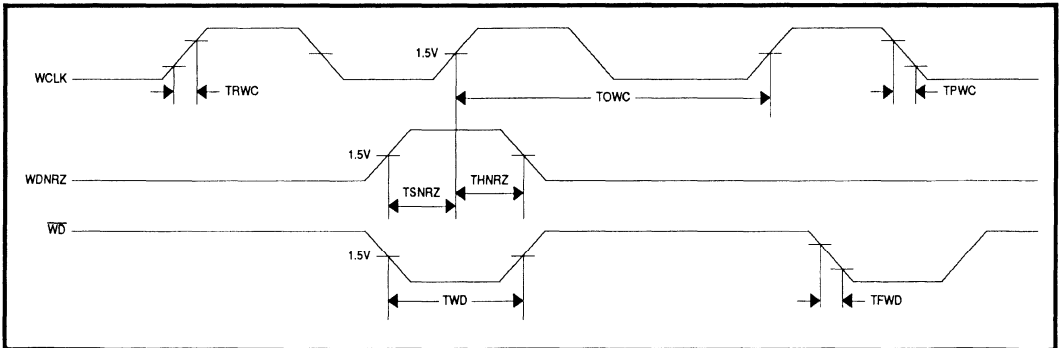 1.5V
WCLK
TRWC
TOWC
TPWC
1.5V
WDNRZ
TSNRZ
THNRZ
WD
1.5V
TWD
TFWD